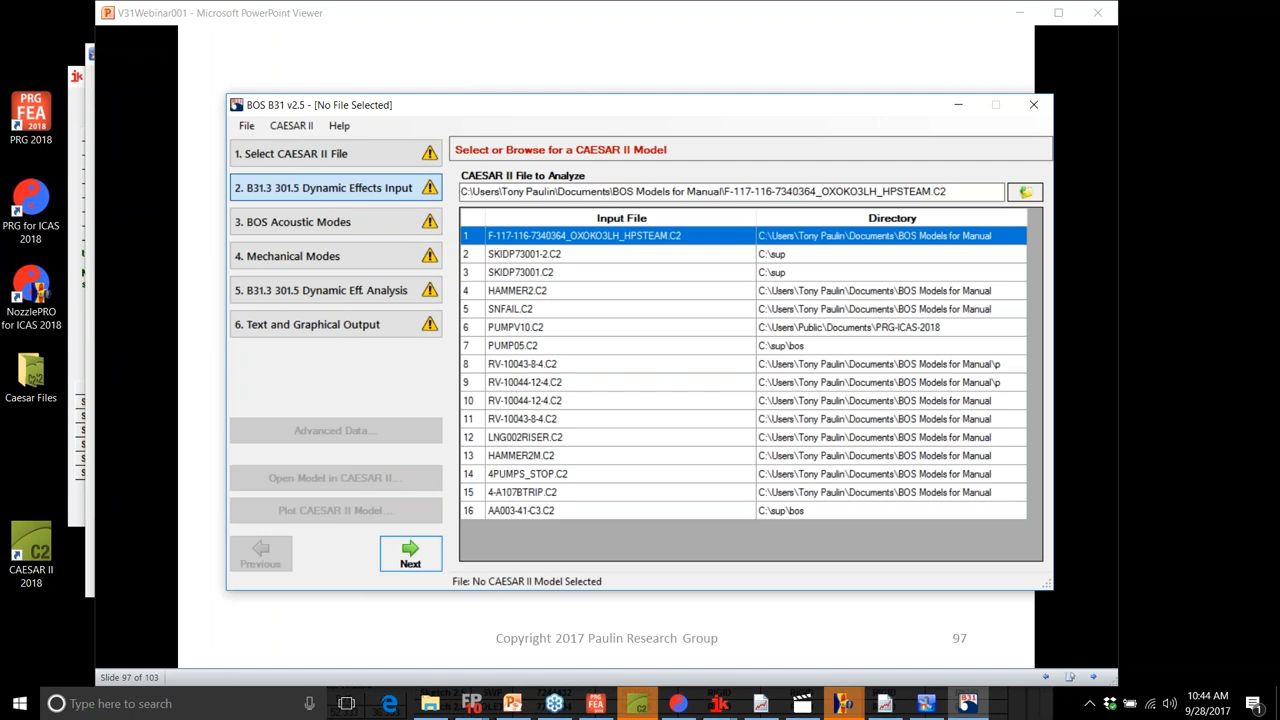 V31Webinar001 - Microsoft PowerPoint Viewer
PRG FEA 2018
PRG 2018
PRG for ICAS 2018
NozzlePRO for ICAS 2018
Caesar Files
C2
CAESAR II 2018
BOS B31 v2.5 - [No File Selected]
File CAESAR II Help
1. Select CAESAR II File
2. B31.3 301.5 Dynamic Effects Input
3. BOS Acoustic Modes
4. Mechanical Modes
5. B31.3 301.5 Dynamic Eff. Analysis
6. Text and Graphical Output
Advanced Data...
Open Model in CAESAR II...
Plot CAESAR II Model....
Previous
Next
Select or Browse for a CAESAR II Model
CAESAR II File to Analyze
C:\Users\Tony Paulin\Documents\BOS Models for Manual\F-117-116-7340364_OXOKO3LH_HPSTEAM.C2
Input File Directory
1 F-117-116-7340364_OXOKO3LH_HPSTEAM.C2 C:\Users\Tony Paulin\Documents\BOS Models for Manual
2 SKIDP73001-2.C2 C:\sup
3 SKIDP73001.C2 C:\sup
4 HAMMER2.C2 C:\Users\Tony Paulin\Documents\BOS Models for Manual
5 SNFAIL.C2 C:\Users\Tony Paulin\Documents\BOS Models for Manual
6 PUMPV10.C2 C:\Users\Public\Documents\PRG-ICAS-2018
7 PUMP05.C2 C:\sup\bos
8 RV-10043-8-4.C2 C:\Users\Tony Paulin\Documents\BOS Models for Manual\p
9 RV-10044-12-4.C2 C:\Users\Tony Paulin\Documents\BOS Models for Manual\p
10 RV-10044-12-4.C2 C:\Users\Tony Paulin\Documents\BOS Models for Manual
11 RV-10043-8-4.C2 C:\Users\Tony Paulin\Documents\BOS Models for Manual
12 LNG002RISER.C2 C:\Users\Tony Paulin\Documents\BOS Models for Manual
13 HAMMER2M.C2 C:\Users\Tony Paulin\Documents\BOS Models for Manual
14 4PUMPS_STOP.C2 C:\Users\Tony Paulin\Documents\BOS Models for Manual
15 4-A107BTRIP.C2 C:\Users\Tony Paulin\Documents\BOS Models for Manual
16 AA003-41-C3.C2 C:\sup\bos
File: No CAESAR II Model Selected
Copyright 2017 Paulin Research Group 97
Slide 97 of 103
Type here to search
10:44 AM
9/28/2017